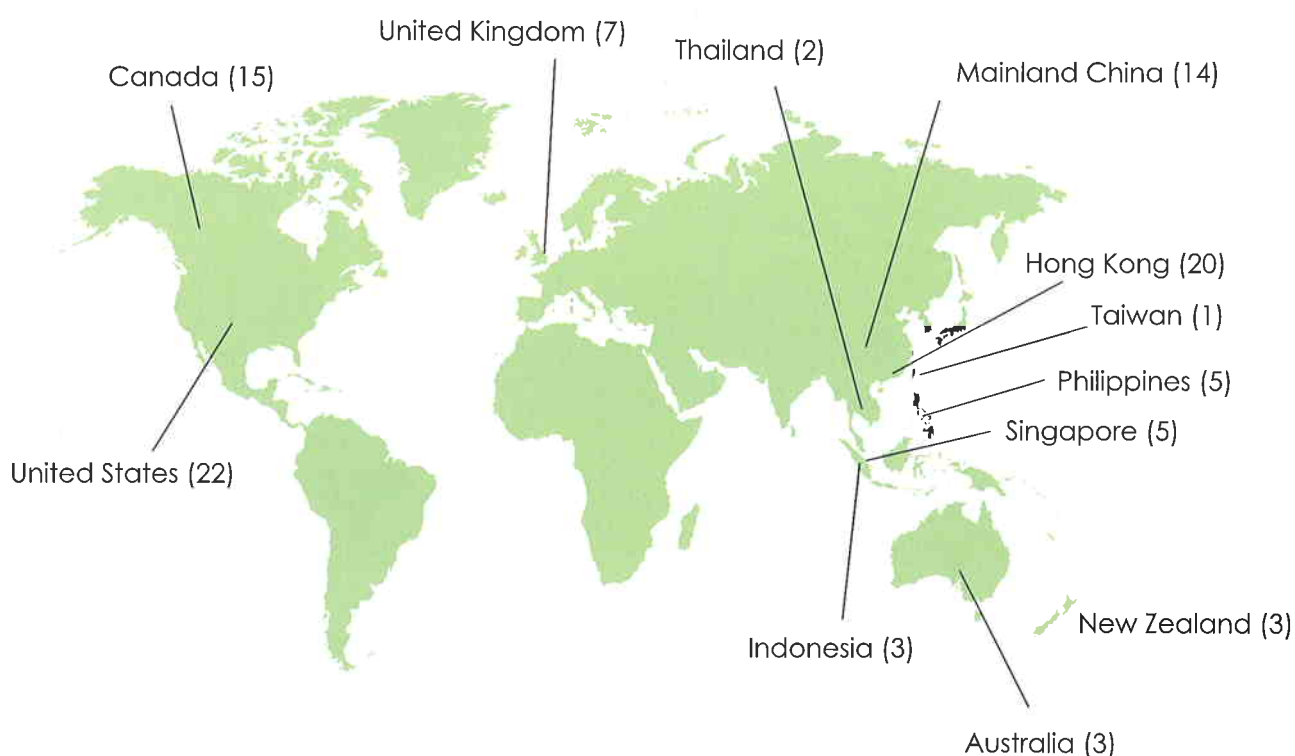 United Kingdom (7)
Thailand (2)
Canada (15)
Mainland China (14)
Hong Kong (20)
Taiwan (1)
Philippines (5)
Singapore (5)
United States (22)
New Zealand (3)
Indonesia (3)
Australia (3)